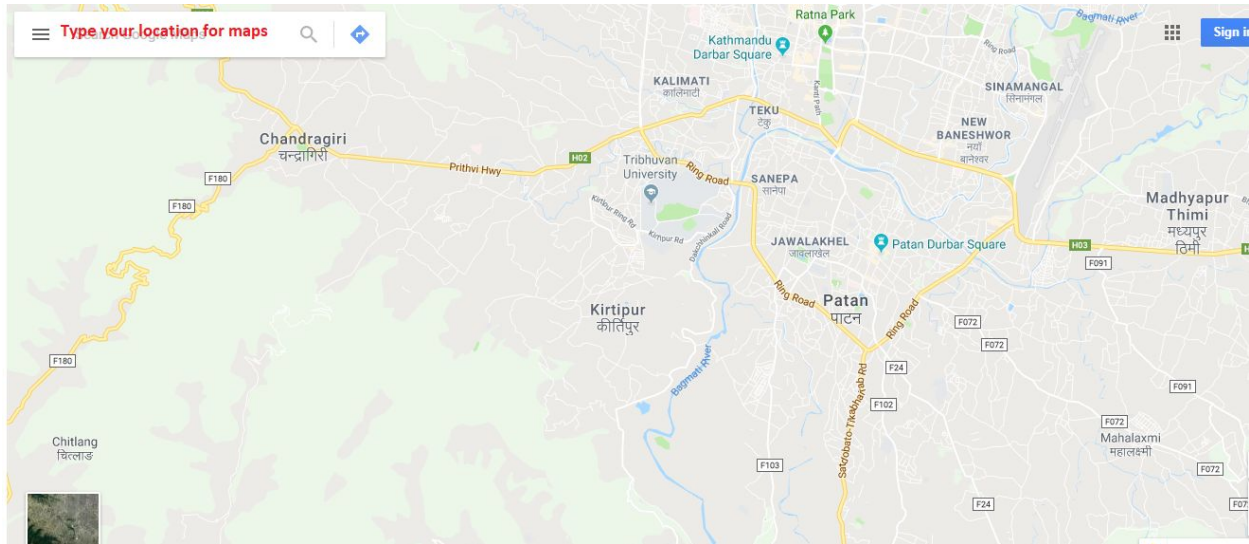 Type your location for maps
Sign in
Ratna Park
Bagmati River
Kathmandu
Darbar Square
Ring Road
KALIMATI
कालिमाटी
Kanti Path
SINAMANGAL
सिनामंगल
TEKU
टेकु
NEW
BANESHWOR
नयाँ
बानेश्वर
Chandragiri
चन्द्रागिरी
H02
Prithvi Hwy
Tribhuvan
University
Ring Road
SANEPA
सानेपा
F180
F180
Madhyapur
Thimi
मध्यपुर
ठिमी
Kirtipur Ring Rd
Kirtipur Rd
Dakchhinkali Road
JAWALAKHEL
जावलाखेल
Patan Durbar Square
H03
F091
Ring Road
Patan
पाटन
Ring Road
Kirtipur
कीर्तिपुर
F072
F072
F180
Bagmati River
F24
F091
F102
Satdobato-Tikabhairab Rd
F072
Mahalaxmi
महालक्ष्मी
Chitlang
चित्लाङ
F103
F072